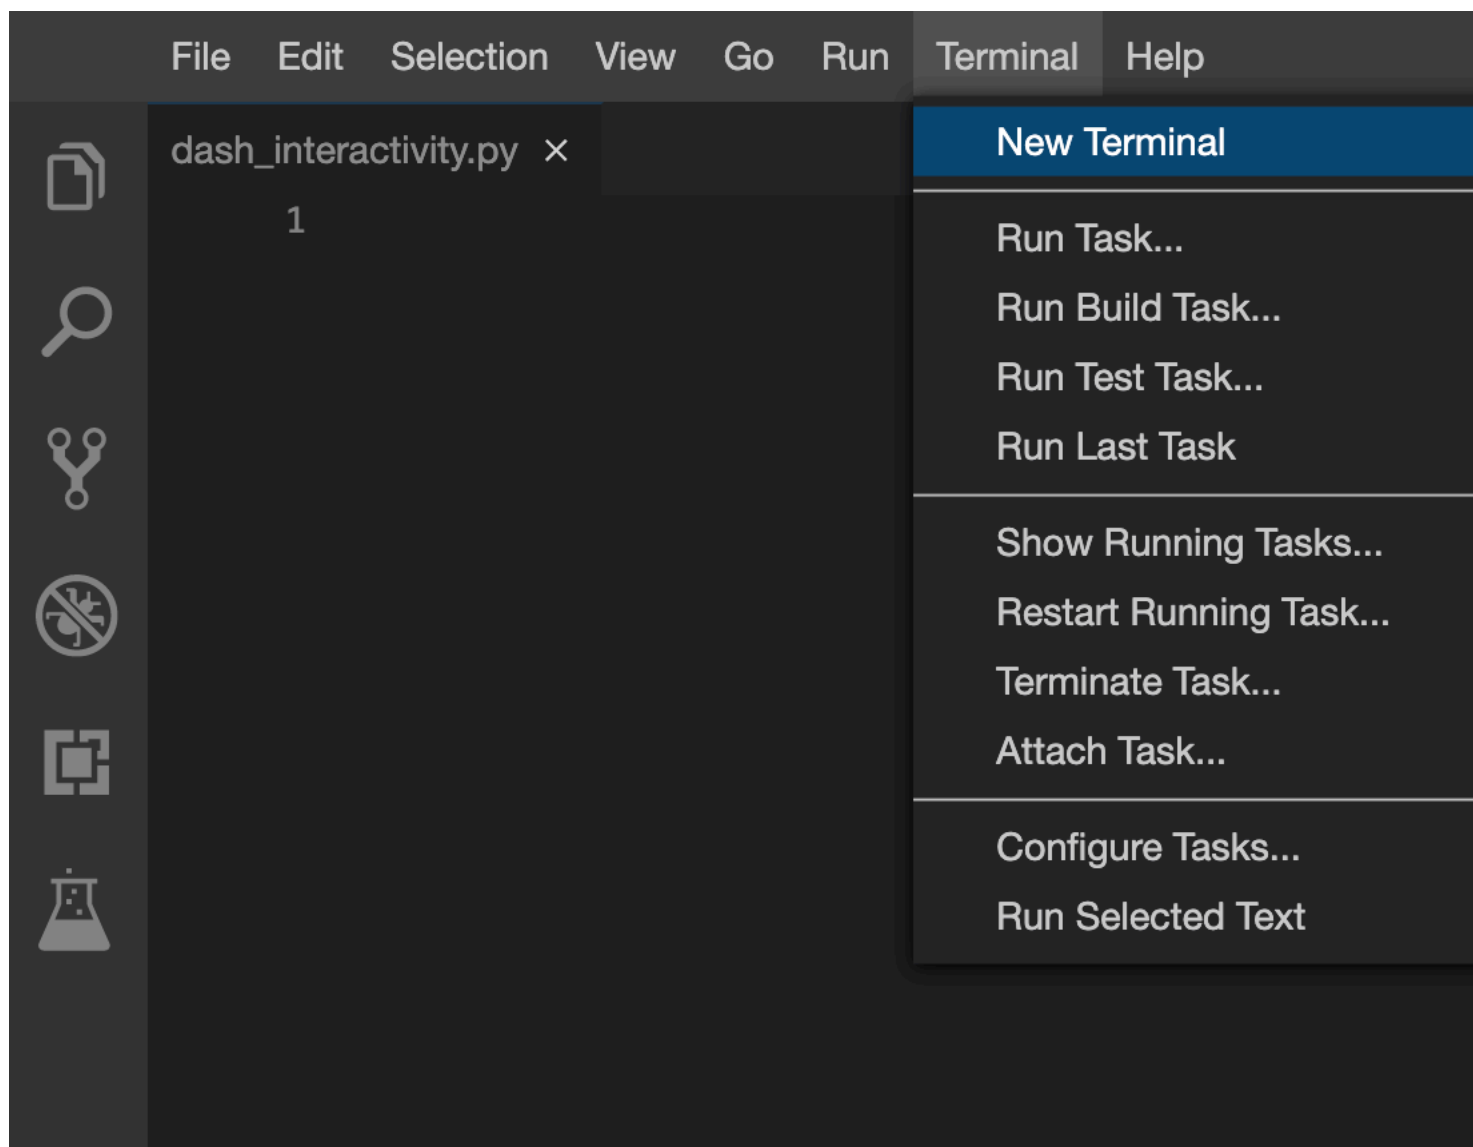 File Edit Selection View Go Run Terminal Help
dash_interactivity.py ×
1
New Terminal
Run Task...
Run Build Task...
Run Test Task...
Run Last Task
Show Running Tasks...
Restart Running Task...
Terminate Task...
Attach Task...
Configure Tasks...
Run Selected Text